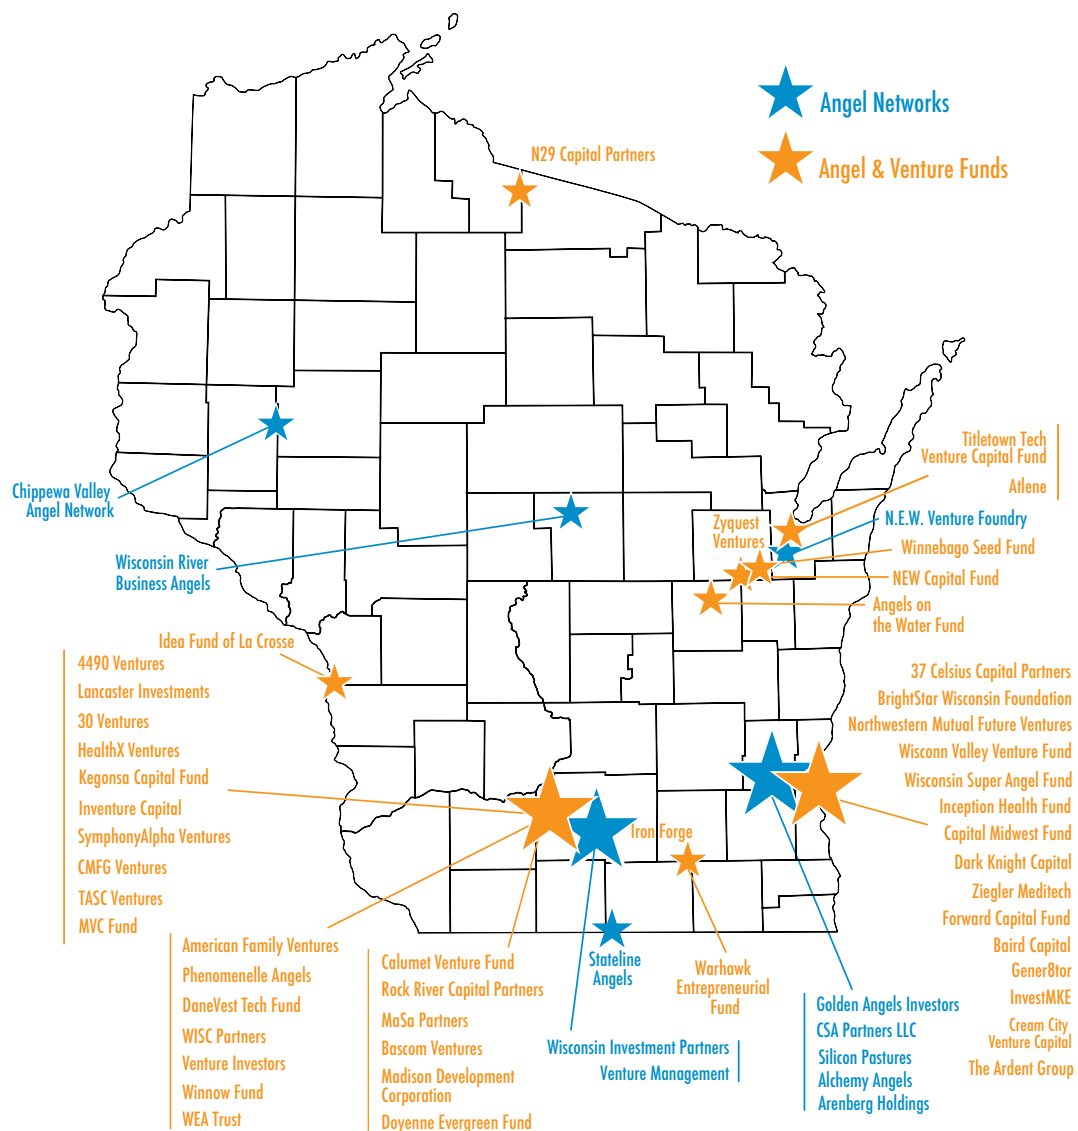 Angel Networks
Angel & Venture Funds
N29 Capital Partners
Chippewa Valley
Angel Network
Wisconsin River
Business Angels
Titletown Tech
Venture Capital Fund
Atlene
N.E.W. Venture Foundry
Zyquest
Ventures
Winnebago Seed Fund
NEW Capital Fund
Angels on
the Water Fund
Idea Fund of La Crosse
4490 Ventures
Lancaster Investments
30 Ventures
HealthX Ventures
Kegonsa Capital Fund
Inventure Capital
SymphonyAlpha Ventures
CMFG Ventures
TASC Ventures
MVC Fund
American Family Ventures
Phenomenelle Angels
DaneVest Tech Fund
WISC Partners
Venture Investors
Winnow Fund
WEA Trust
Calumet Venture Fund
Rock River Capital Partners
MaSa Partners
Bascom Ventures
Madison Development
Corporation
Doyenne Evergreen Fund
Iron Forge
Stateline
Angels
Wisconsin Investment Partners
Venture Management
Warhawk
Entrepreneurial
Fund
37 Celsius Capital Partners
BrightStar Wisconsin Foundation
Northwestern Mutual Future Ventures
Wisconn Valley Venture Fund
Wisconsin Super Angel Fund
Inception Health Fund
Capital Midwest Fund
Dark Knight Capital
Ziegler Meditech
Forward Capital Fund
Baird Capital
Gener8tor
InvestMKE
Cream City
Venture Capital
The Ardent Group
Golden Angels Investors
CSA Partners LLC
Silicon Pastures
Alchemy Angels
Arenberg Holdings